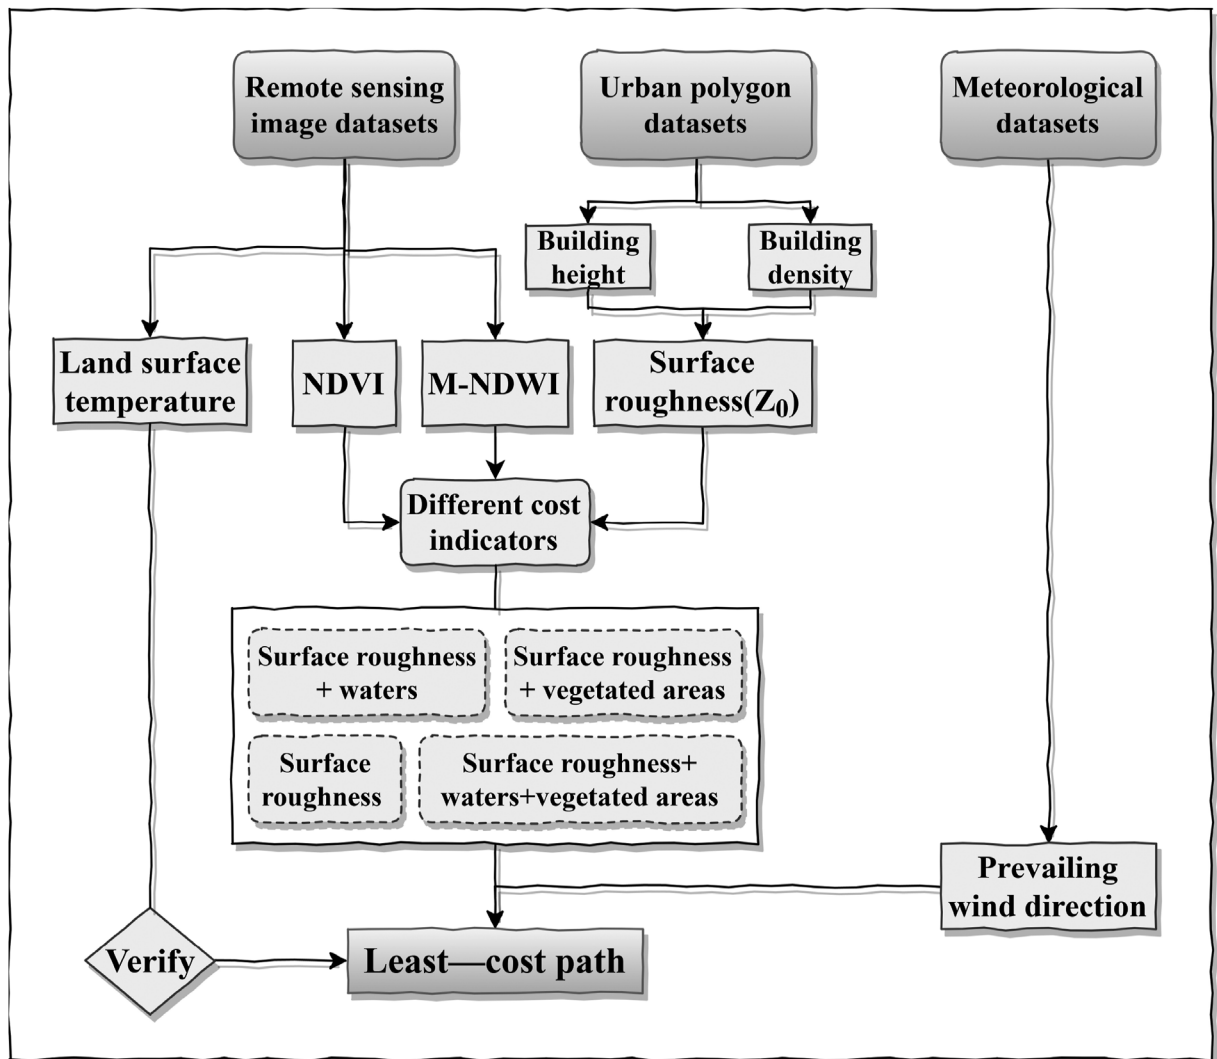 Remote sensing
image datasets
Urban polygon
datasets
Meteorological
datasets
Building
height
Building
density
Land surface
temperature
NDVI
M-NDWI
Surface
roughness(Z₀)
Different cost
indicators
Surface roughness
+ waters
Surface roughness
+ vegetated areas
Surface
roughness
Surface roughness+
waters+vegetated areas
Prevailing
wind direction
Verify
Least—cost path